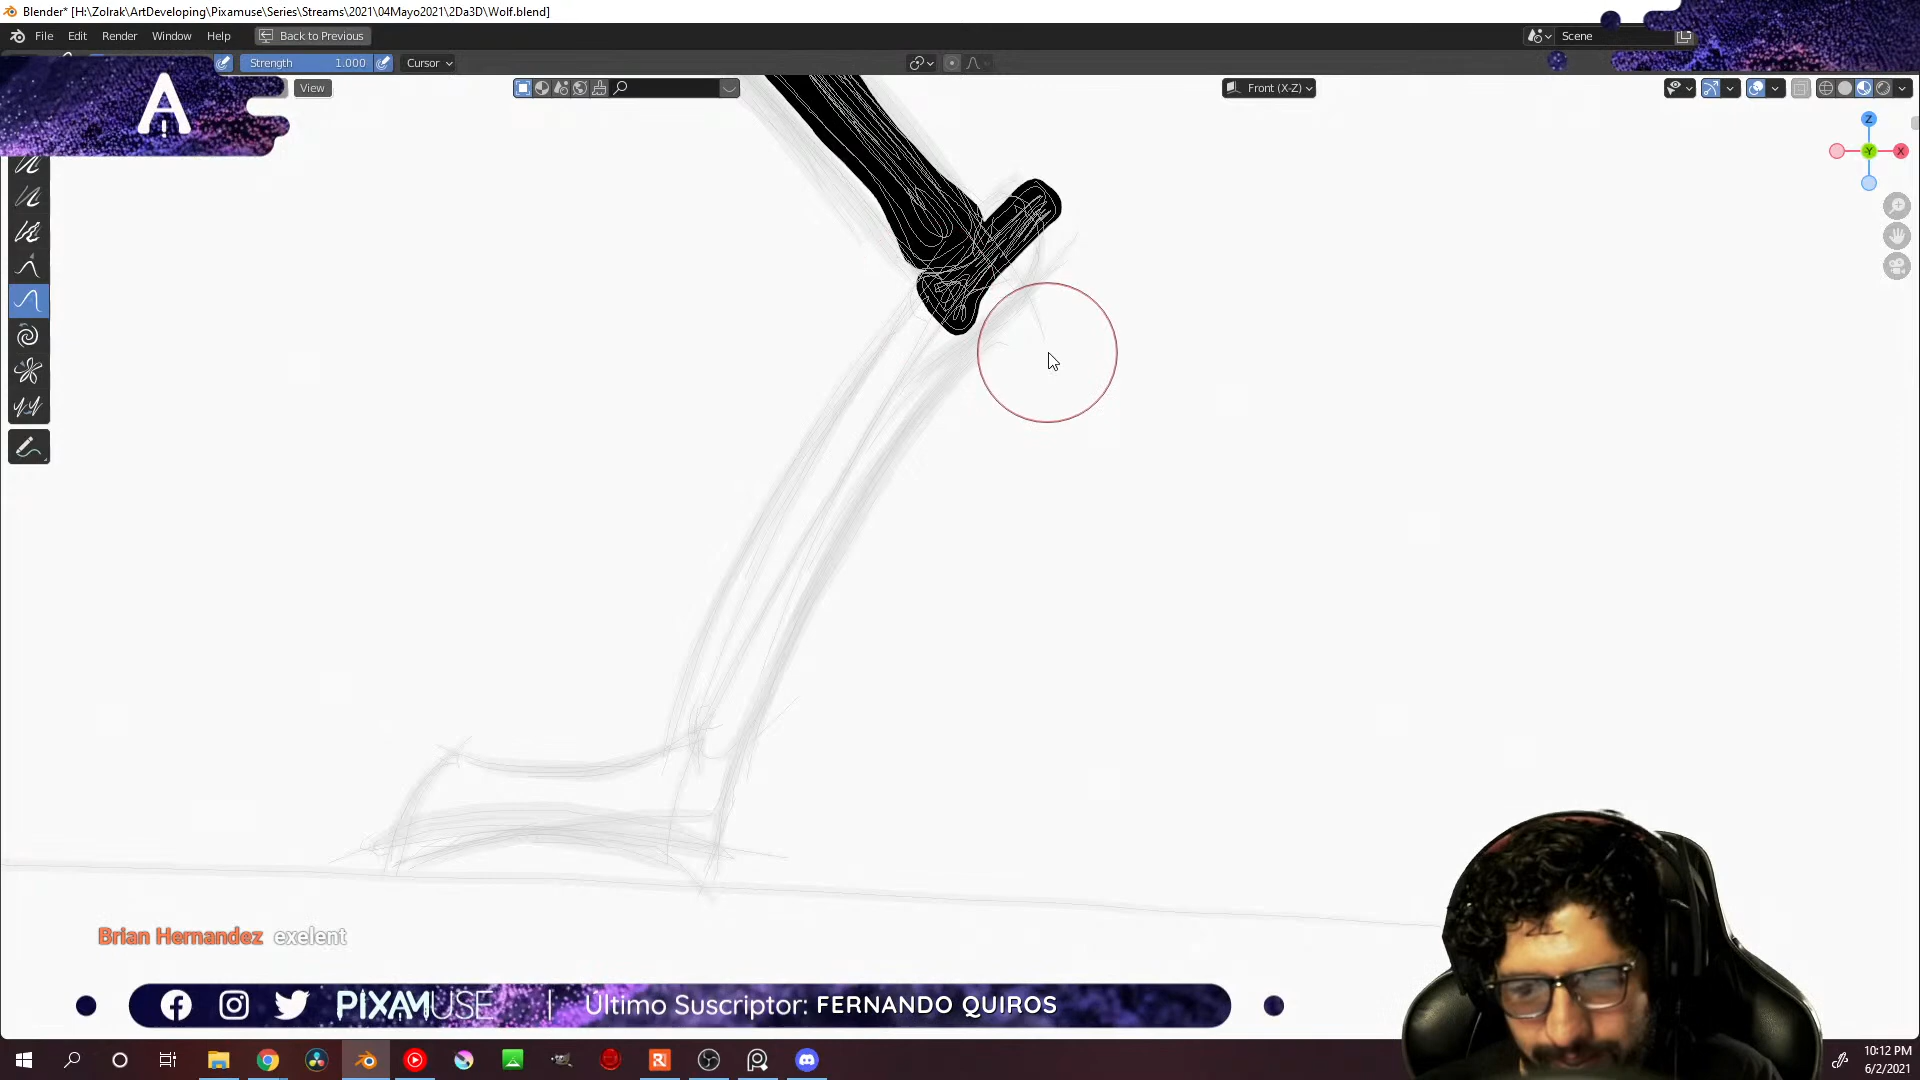 Blender* [H:\Zolrak\ArtDeveloping\Pixamuse\Series\Streams\2021\04Mayo2021\2Da3D\Wolf.blend]
File Edit Render Window Help Back to Previous Scene
Strength 1.000 Cursor
View Front (X-Z)
A
Z
Y X
Brian Hernandez exelent
PIXAMUSE | Último Suscriptor: FERNANDO QUIROS
10:12 PM
6/2/2021